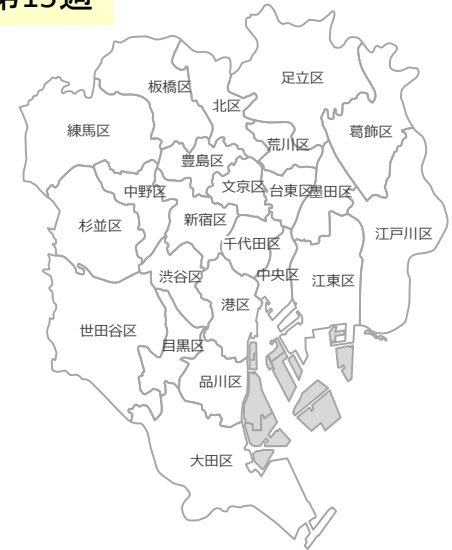 第15週
足立区
板橋区
北区
練馬区
葛飾区
荒川区
豊島区
文京区
台東区
墨田区
中野区
杉並区
新宿区
千代田区
江戸川区
渋谷区
中央区
江東区
港区
世田谷区
目黒区
品川区
大田区